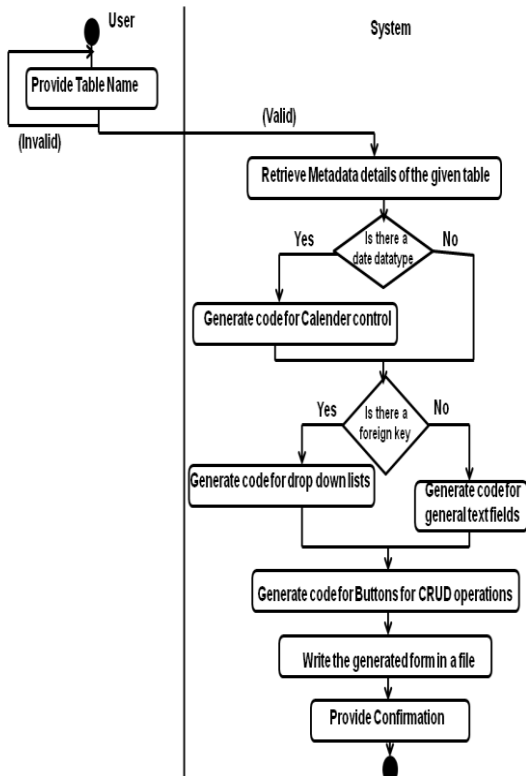 User
System
Provide Table Name
(Valid)
(Invalid)
Retrieve Metadata details of the given table
Is there a
date datatype
Yes
No
Generate code for Calender control
Is there a
foreign key
Yes
No
Generate code for drop down lists
Generate code for
general text fields
Generate code for Buttons for CRUD operations
Write the generated form in a file
Provide Confirmation